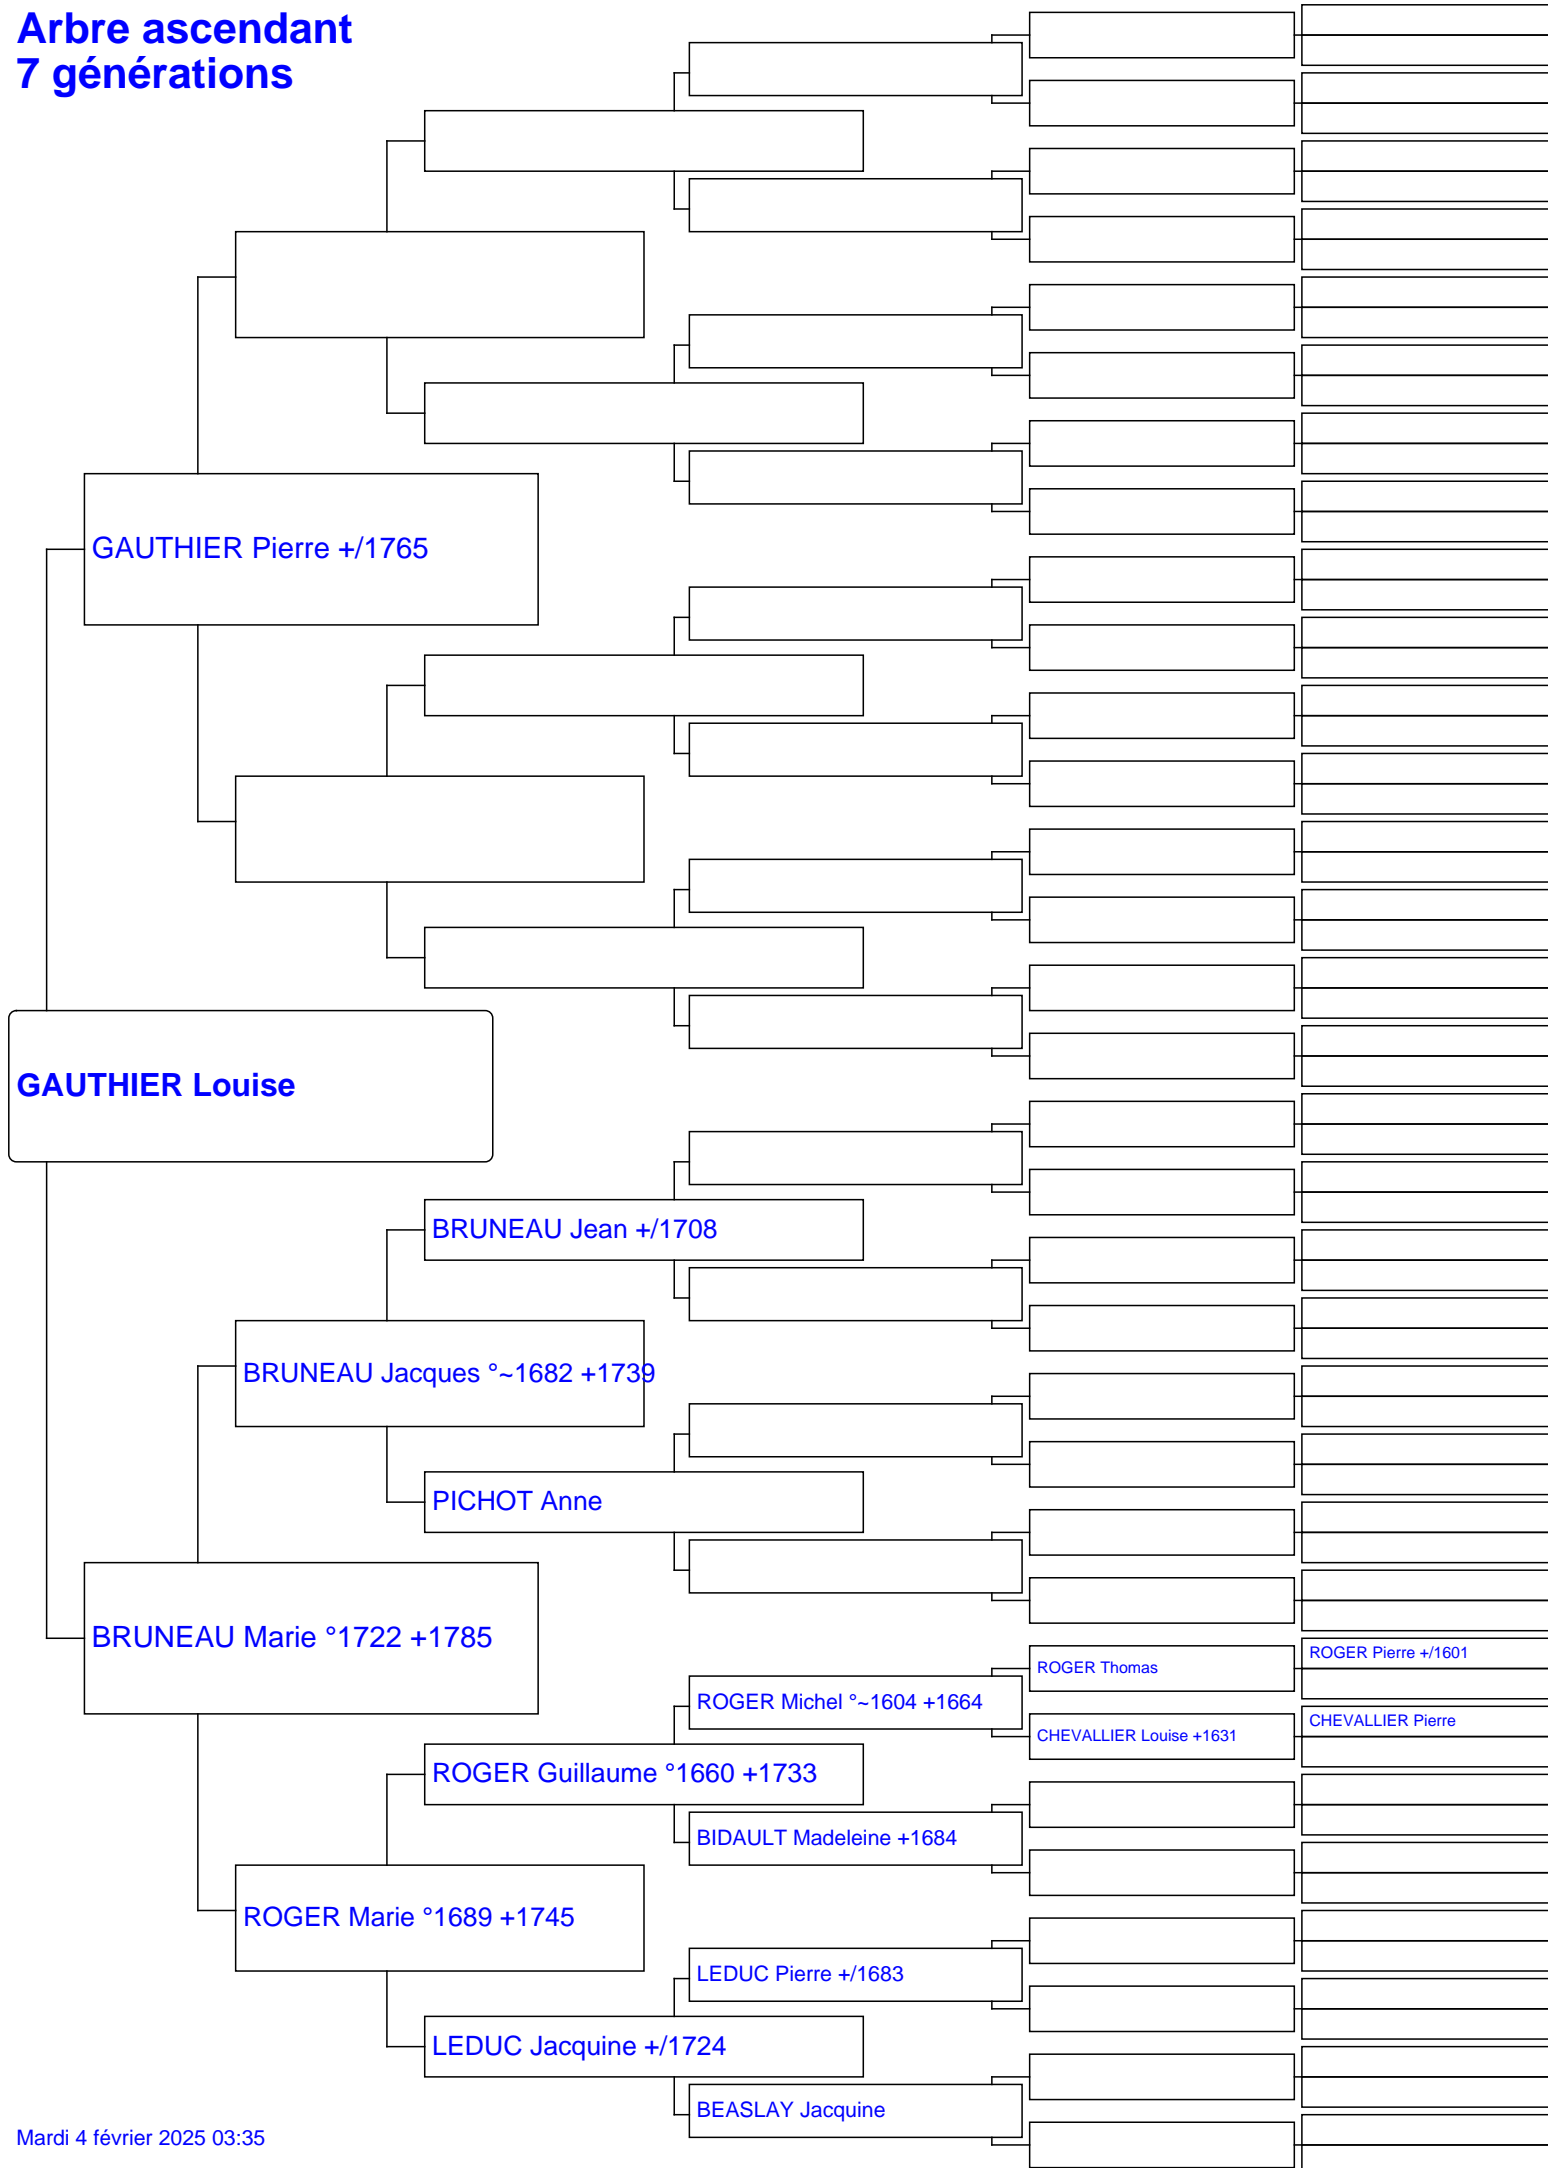 Arbre ascendant
7 générations
GAUTHIER Pierre +/1765
GAUTHIER Louise
BRUNEAU Jean +/1708
BRUNEAU Jacques °~1682 +1739
PICHOT Anne
BRUNEAU Marie °1722 +1785
ROGER Pierre +/1601
ROGER Thomas
ROGER Michel °~1604 +1664
CHEVALLIER Pierre
CHEVALLIER Louise +1631
ROGER Guillaume °1660 +1733
BIDAULT Madeleine +1684
ROGER Marie °1689 +1745
LEDUC Pierre +/1683
LEDUC Jacquine +/1724
BEASLAY Jacquine
Mardi 4 février 2025 03:35